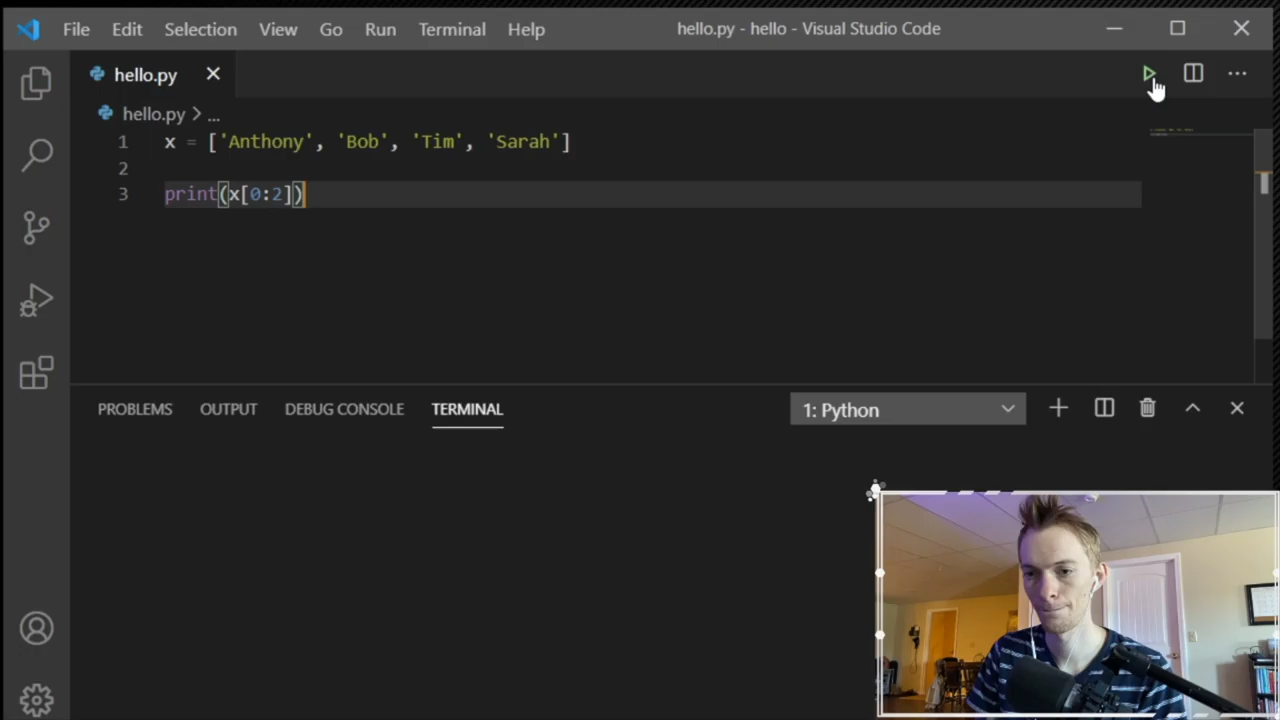 File Edit Selection View Go Run Terminal Help hello.py - hello - Visual Studio Code
hello.py
hello.py > ...
1 x = ['Anthony', 'Bob', 'Tim', 'Sarah']
2
3 print(x[0:2])
PROBLEMS OUTPUT DEBUG CONSOLE TERMINAL 1: Python